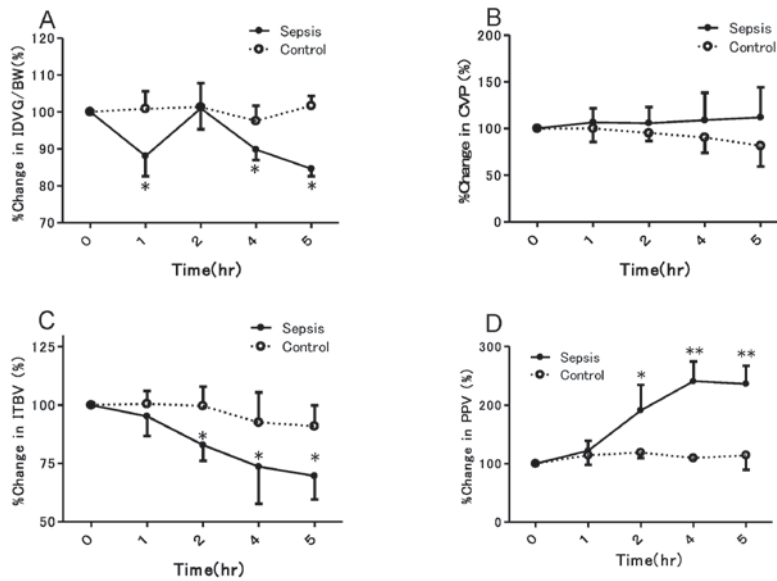 A
Sepsis
Control
%Change in IDVG/BW(%)
120
110
100
90
80
70
*
*
*
0
1
2
4
5
Time(hr)
B
Sepsis
Control
%Change in CVP (%)
200
150
100
50
0
0
1
2
4
5
Time(hr)
C
Sepsis
Control
%Change in ITBV (%)
125
100
75
50
*
*
*
0
1
2
4
5
Time(hr)
D
Sepsis
Control
%Change in PPV (%)
300
200
100
0
*
**
**
0
1
2
4
5
Time(hr)